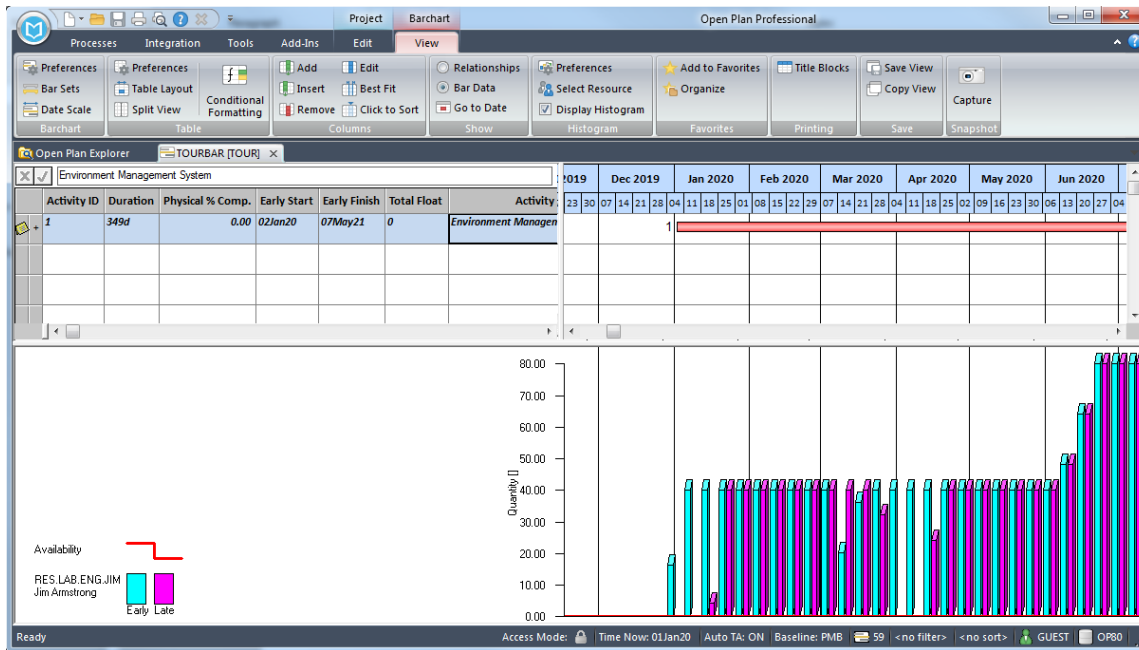 Project Barchart Open Plan Professional
Processes Integration Tools Add-Ins Edit View
Preferences Preferences Add Edit Relationships Preferences Add to Favorites Title Blocks Save View
Bar Sets Table Layout Conditional Formatting Insert Best Fit Bar Data Select Resource Organize Copy View Capture
Date Scale Split View Remove Click to Sort Go to Date Display Histogram
Barchart Table Columns Show Histogram Favorites Printing Save Snapshot
Open Plan Explorer TOURBAR [TOUR]
Environment Management System
2019 Dec 2019 Jan 2020 Feb 2020 Mar 2020 Apr 2020 May 2020 Jun 2020
Activity ID Duration Physical % Comp. Early Start Early Finish Total Float Activity
23 30 07 14 21 28 04 11 18 25 01 08 15 22 29 07 14 21 28 04 11 18 25 02 09 16 23 30 06 13 20 27 04
1 349d 0.00 02Jan20 07May21 0 Environment Managen
1
80.00
70.00
60.00
50.00
40.00
30.00
20.00
10.00
0.00
Quantity []
Availability
RES.LAB.ENG.JIM
Jim Armstrong
Early Late
Ready Access Mode: Time Now: 01Jan20 Auto TA: ON Baseline: PMB 59 <no filter> <no sort> GUEST OP80